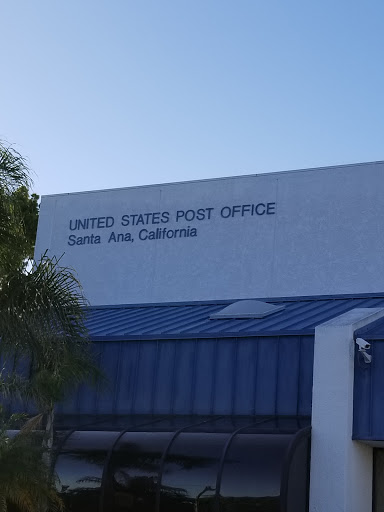 UNITED STATES POST OFFICE
Santa Ana, California